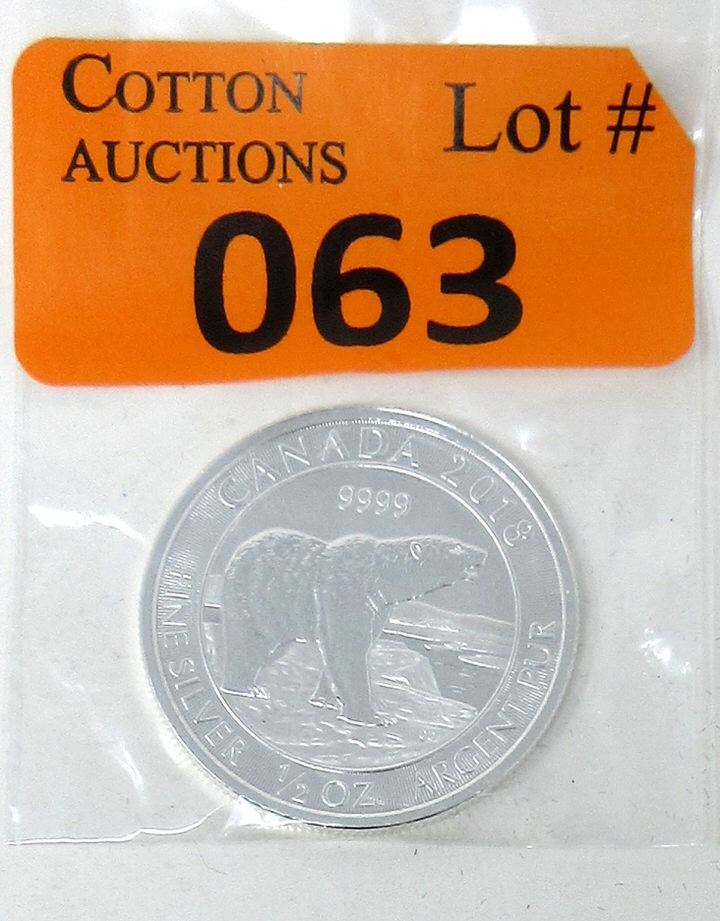 COTTON
AUCTIONS
Lot #
063
CANADA 2018
9999
FINE SILVER 1/2 OZ. ARGENT PUR